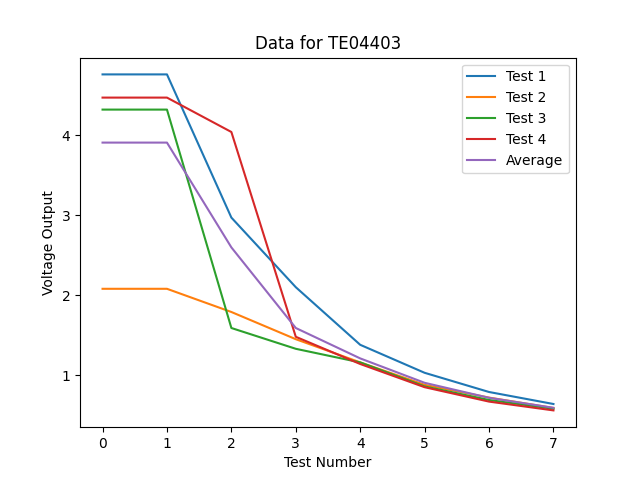 Data for TE04403
Test 1
Test 2
Test 3
Test 4
Average
4
3
2
1
Voltage Output
0 1 2 3 4 5 6 7
Test Number